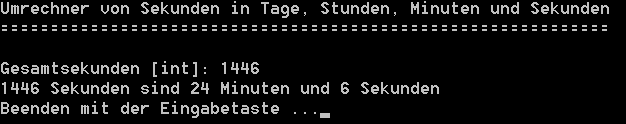 Umrechner von Sekunden in Tage, Stunden, Minuten und Sekunden
=============================================================
Gesamtsekunden [int]: 1446
1446 Sekunden sind 24 Minuten und 6 Sekunden
Beenden mit der Eingabetaste ..._